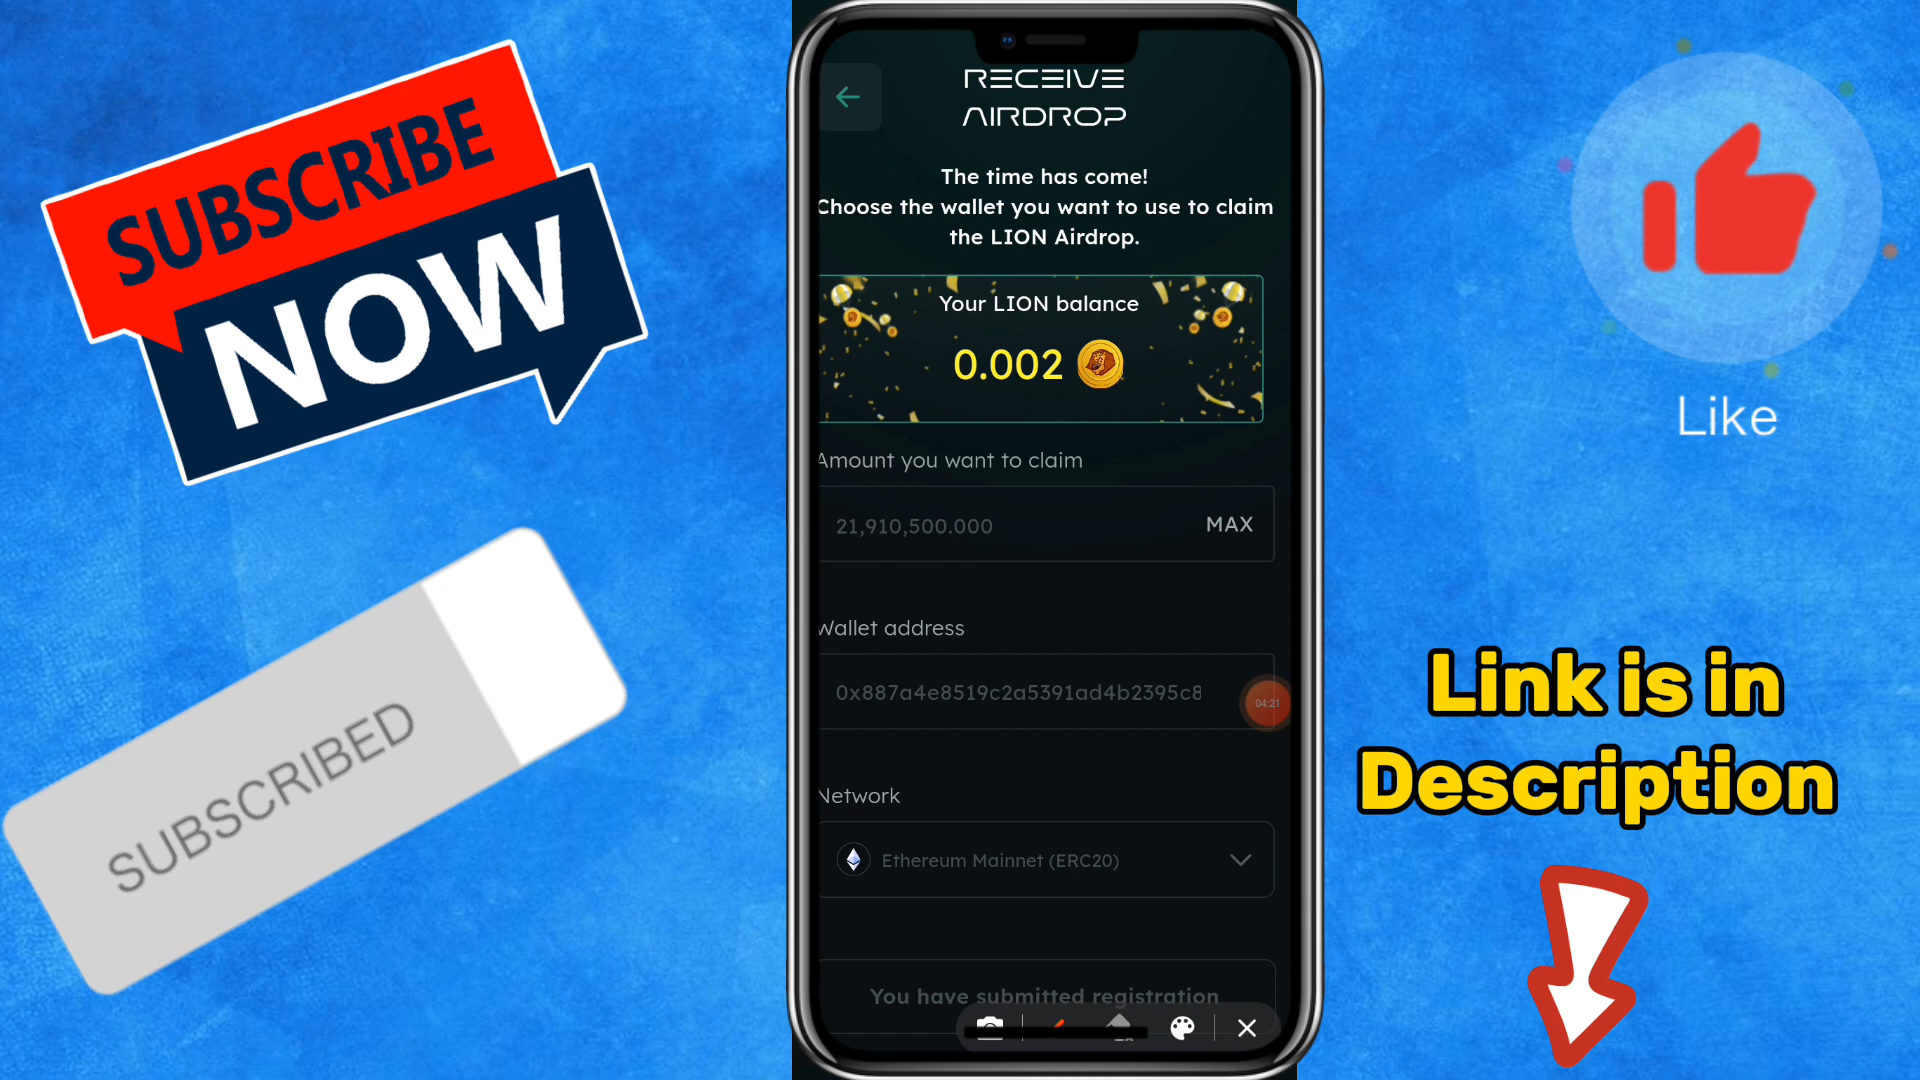 SUBSCRIBE
NOW
SUBSCRIBED
RECEIVE
AIRDROP
The time has come!
Choose the wallet you want to use to claim
the LION Airdrop.
Your LION balance
0.002
Amount you want to claim
21,910,500.000
MAX
Wallet address
0x887a4e8519c2a5391ad4b2395c8
04:21
Network
Ethereum Mainnet (ERC20)
You have submitted registration
Like
Link is in
Description